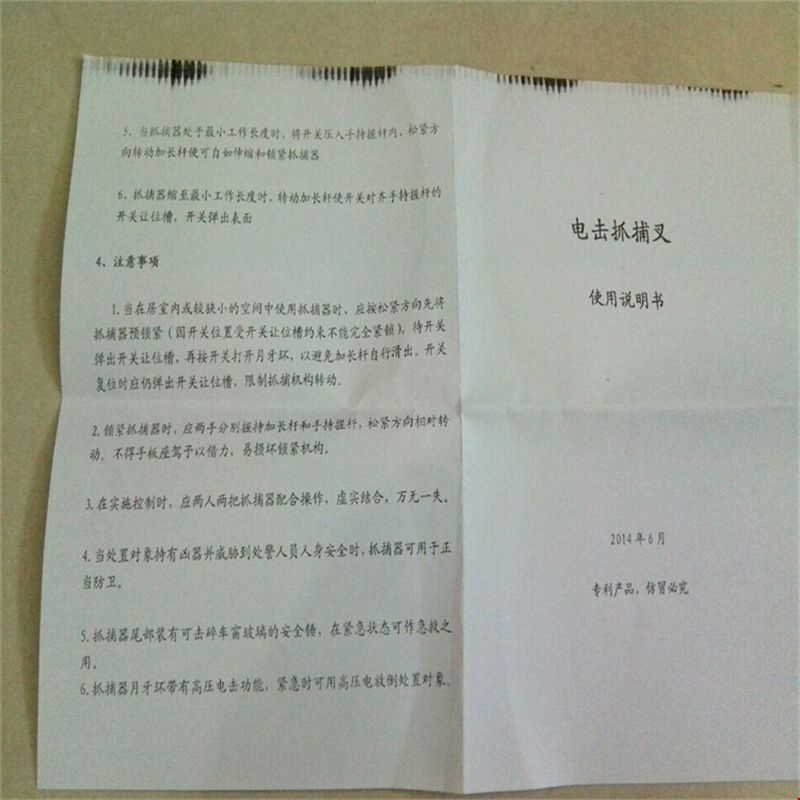 5、当抓捕器处于最小工作长度时，将开关压入手持握杆内，松紧方
向转动加长杆便可自如伸缩和锁紧抓捕器
6、抓捕器缩至最小工作长度时，转动加长杆使开关对齐手持握杆的
开关让位槽，开关弹出表面
4、注意事项
1.当在居室内或较狭小的空间中使用抓捕器时，应按松紧方向先将
抓捕器预锁紧（因开关位置受开关让位槽约束不能完全紧锁），待开关
弹出开关让位槽，再按开关打开月牙环，以避免加长杆自行滑出。开关
复位时应仍弹出开关让位槽，限制抓捕机构转动。
2.锁紧抓捕器时，应两手分别握持加长杆和手持握杆，松紧方向相对转
动。不得手板座驾予以借力，易损坏锁紧机构。
3.在实施控制时，应两人两把抓捕器配合操作，虚实结合，万无一失。
4.当处置对象持有凶器并威胁到处警人员人身安全时，抓捕器可用于正
当防卫。
5.抓捕器尾部装有可击碎车窗玻璃的安全锤，在紧急状态可作急救之
用。
6.抓捕器月牙环带有高压电击功能，紧急时可用高压电放倒处置对象。
电击抓捕叉
使用说明书
2014年6月
专利产品，仿冒必究